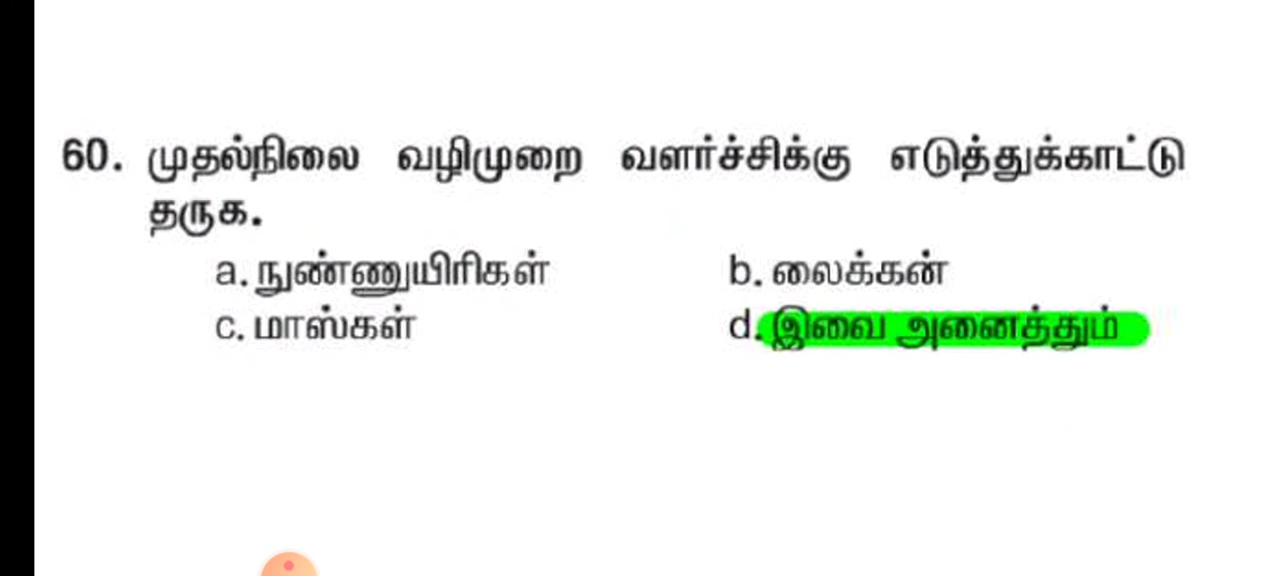 60. முதல்நிலை வழிமுறை வளர்ச்சிக்கு எடுத்துக்காட்டு
தருக.
a. நுண்ணுயிரிகள் b. லைக்கன்
c. மாஸ்கள் d. இவை அனைத்தும்